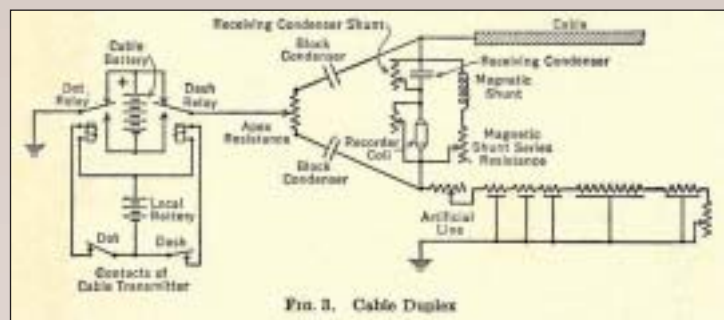 Receiving Condenser Shunt
Cable
Cable
Battery
Block
Condenser
Receiving Condenser
Magnetic
Shunt
Dot
Relay
+
Dash
Relay
Apex
Resistance
Recorder
Coil
Magnetic
Shunt Series
Resistance
Block
Condenser
Local
Battery
Artificial
Line
Dot
Dash
Contacts of
Cable Transmitter
Fig. 3. Cable Duplex